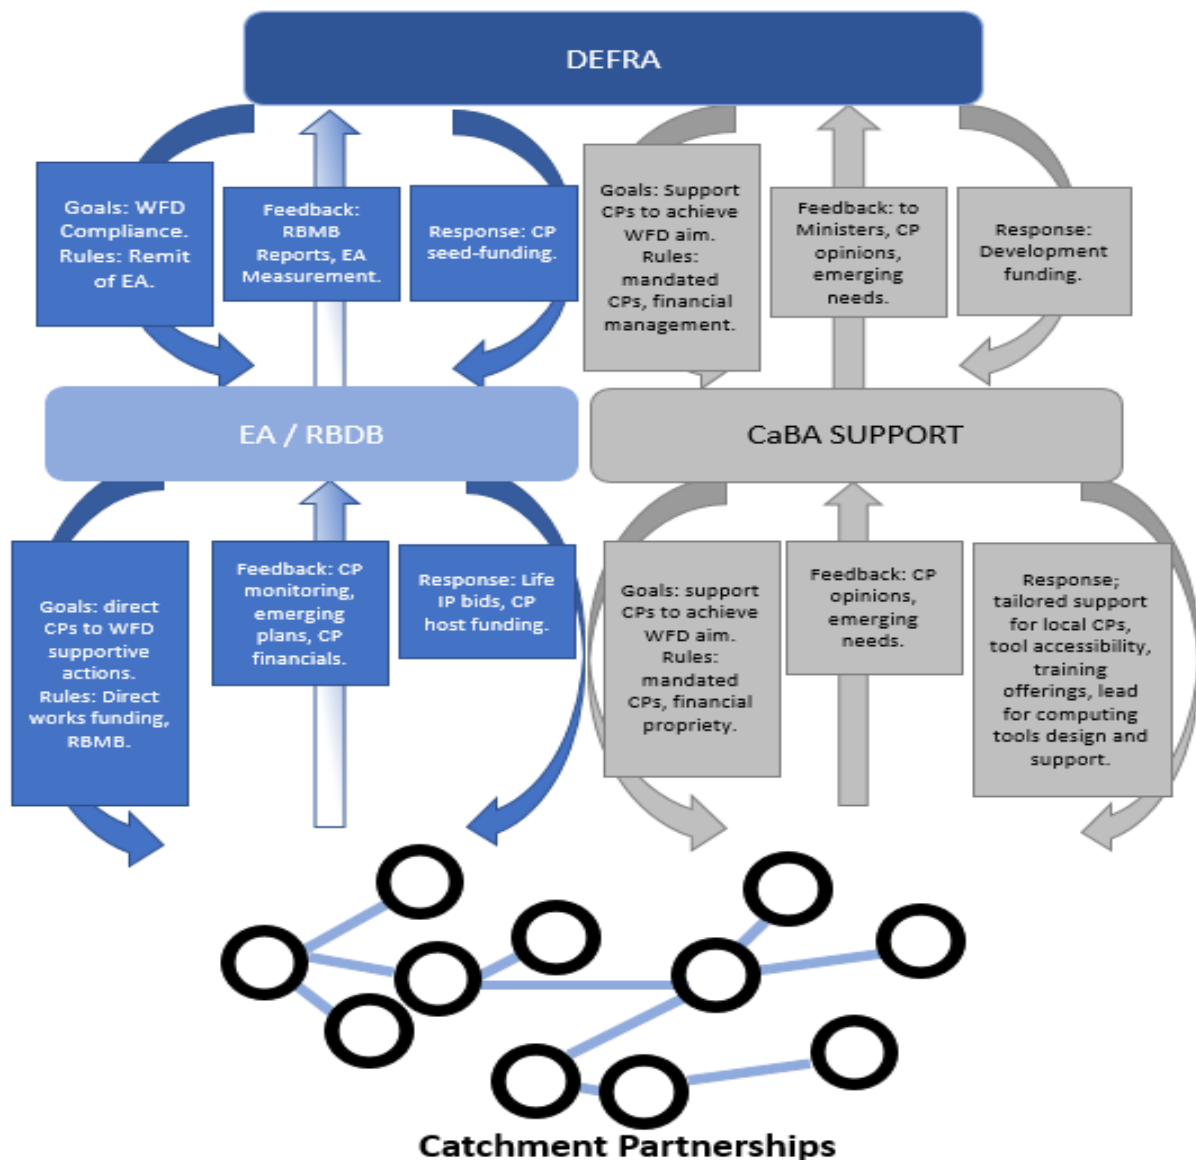 DEFRA
Goals: WFD
Compliance.
Rules: Remit
of EA.
Feedback:
RBMB
Reports, EA
Measurement.
Response: CP
seed-funding.
Goals: Support
CPs to achieve
WFD aim.
Rules:
mandated
CPs, financial
management.
Feedback: to
Ministers, CP
opinions,
emerging
needs.
Response:
Development
funding.
EA / RBDB
CaBA SUPPORT
Goals: direct
CPs to WFD
supportive
actions.
Rules: Direct
works funding,
RBMB.
Feedback: CP
monitoring,
emerging
plans, CP
financials.
Response: Life
IP bids, CP
host funding.
Goals: support
CPs to achieve
WFD aim.
Rules:
mandated
CPs, financial
propriety.
Feedback: CP
opinions,
emerging
needs.
Response;
tailored support
for local CPs,
tool accessibility,
training
offerings, lead
for computing
tools design and
support.
Catchment Partnerships